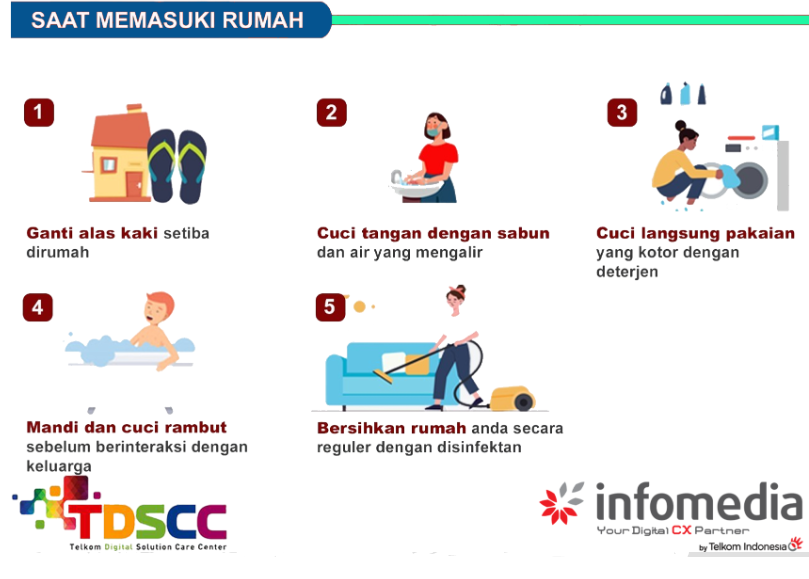 SAAT MEMASUKI RUMAH
1
Ganti alas kaki setiba
dirumah
2
Cuci tangan dengan sabun
dan air yang mengalir
3
Cuci langsung pakaian
yang kotor dengan
deterjen
4
Mandi dan cuci rambut
sebelum berinteraksi dengan
keluarga
5
Bersihkan rumah anda secara
reguler dengan disinfektan
TDSCC
Telkom Digital Solution Care Center
infomedia
Your Digital CX Partner
by Telkom Indonesia